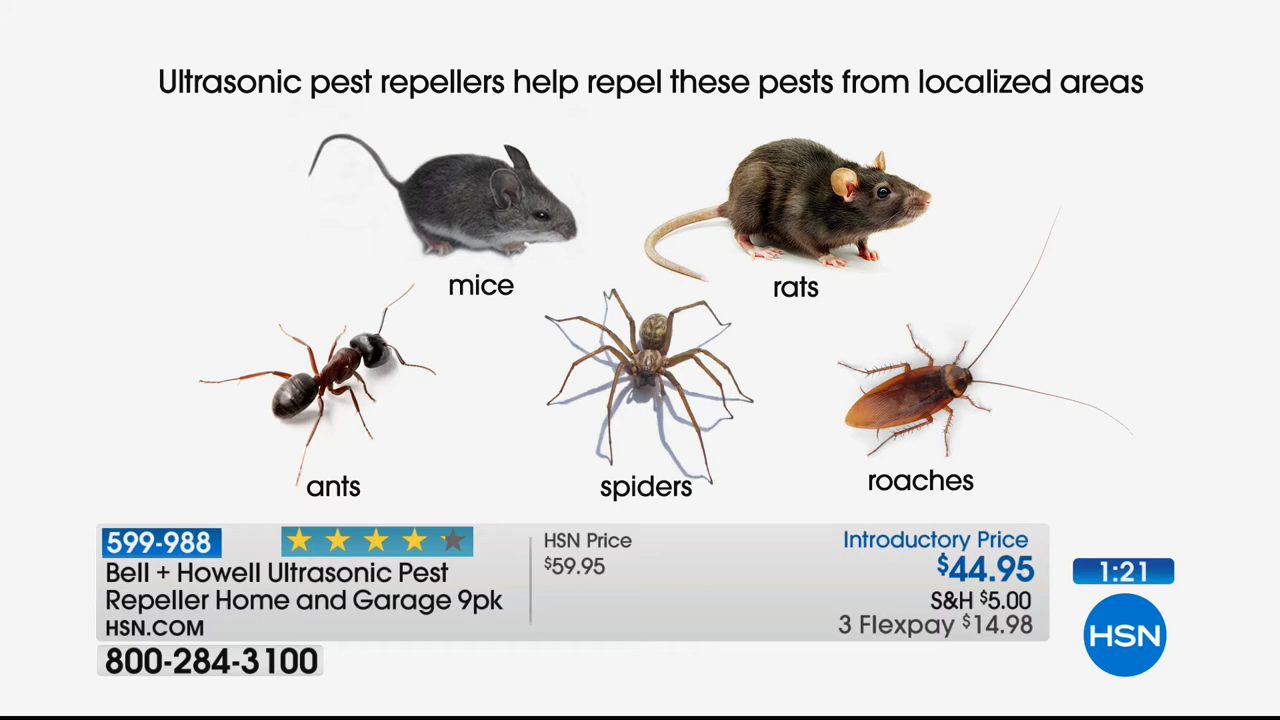 Ultrasonic pest repellers help repel these pests from localized areas
mice
rats
ants
spiders
roaches
599-988
Bell + Howell Ultrasonic Pest
Repeller Home and Garage 9pk
HSN.COM
800-284-3100
HSN Price
$59.95
Introductory Price
$44.95
S&H $5.00
3 Flexpay $14.98
1:21
HSN